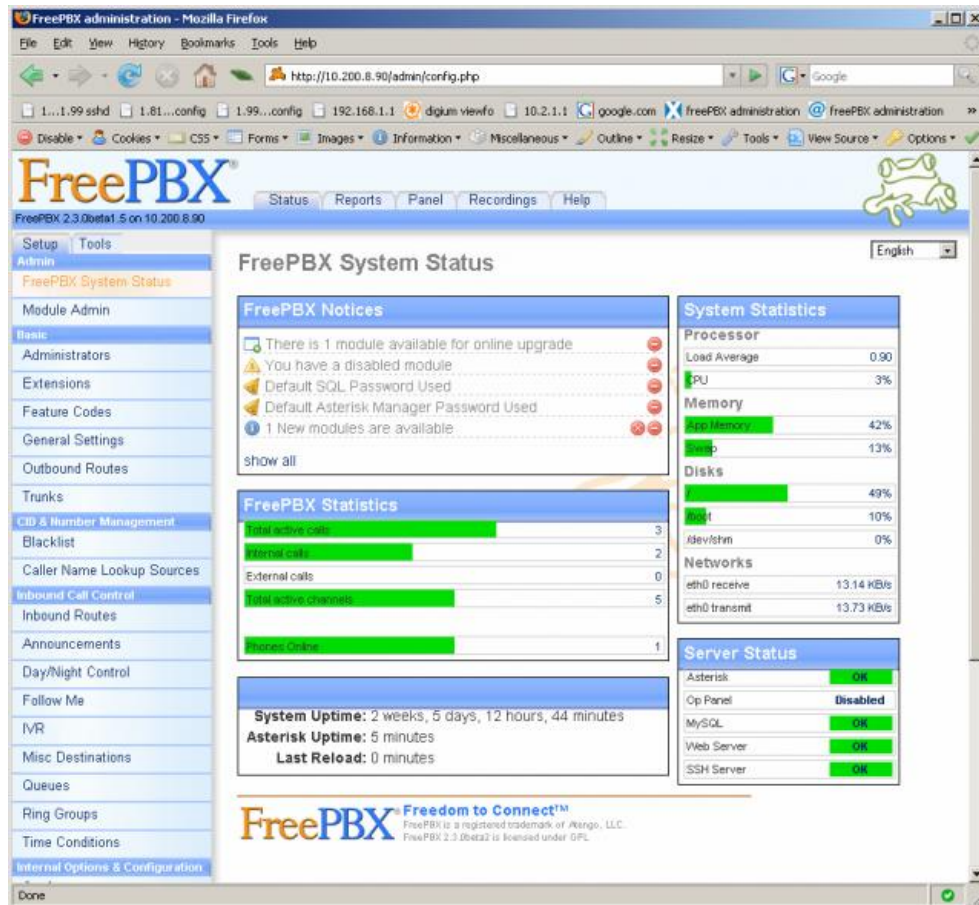 FreePBX administration - Mozilla Firefox
File Edit View History Bookmarks Tools Help
http://10.200.8.90/admin/config.php Google
1...1.99 sshd 1.81...config 1.99...config 192.168.1.1 digium viewfo 10.2.1.1 google.com freePBX administration freePBX administration »
Disable Cookies CSS Forms Images Information Miscellaneous Outline Resize Tools View Source Options
FreePBX®
Status Reports Panel Recordings Help
FreePBX 2.3.0beta1.5 on 10.200.8.90
Setup Tools
English
Admin
FreePBX System Status
Module Admin
Basic
Administrators
Extensions
Feature Codes
General Settings
Outbound Routes
Trunks
CID & Number Management
Blacklist
Caller Name Lookup Sources
Inbound Call Control
Inbound Routes
Announcements
Day/Night Control
Follow Me
IVR
Misc Destinations
Queues
Ring Groups
Time Conditions
Internal Options & Configuration
FreePBX System Status
FreePBX Notices
There is 1 module available for online upgrade
You have a disabled module
Default SQL Password Used
Default Asterisk Manager Password Used
1 New modules are available
show all
FreePBX Statistics
Total active calls 3
Internal calls 2
External calls 0
Total active channels 5
Phones Online 1
System Uptime: 2 weeks, 5 days, 12 hours, 44 minutes
Asterisk Uptime: 5 minutes
Last Reload: 0 minutes
System Statistics
Processor
Load Average 0.90
CPU 3%
Memory
App Memory 42%
Swap 13%
Disks
/ 49%
/boot 10%
/dev/shm 0%
Networks
eth0 receive 13.14 KB/s
eth0 transmit 13.73 KB/s
Server Status
Asterisk OK
Op Panel Disabled
MySQL OK
Web Server OK
SSH Server OK
FreePBX® Freedom to Connect™
FreePBX is a registered trademark of Atengo, LLC.
FreePBX 2.3.0beta2 is licensed under GPL
Done